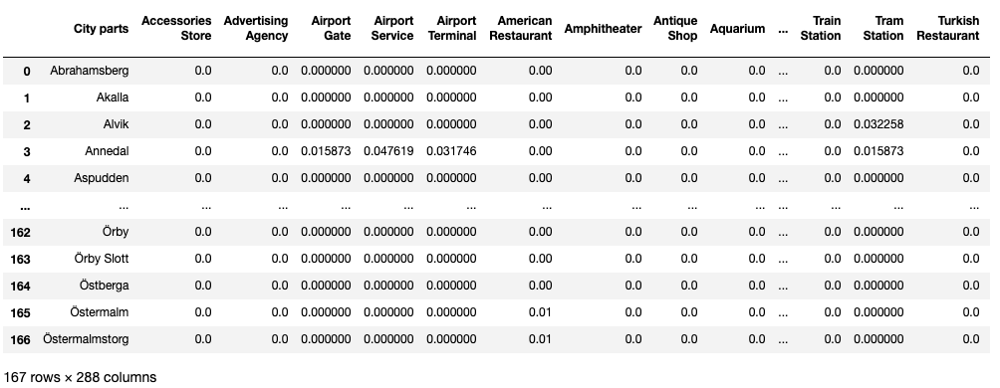 City parts Accessories Store Advertising Agency Airport Gate Airport Service Airport Terminal American Restaurant Amphitheater Antique Shop Aquarium ... Train Station Tram Station Turkish Restaurant
0 Abrahamsberg 0.0 0.0 0.000000 0.000000 0.000000 0.00 0.0 0.0 0.0 ... 0.0 0.000000 0.0
1 Akalla 0.0 0.0 0.000000 0.000000 0.000000 0.00 0.0 0.0 0.0 ... 0.0 0.000000 0.0
2 Alvik 0.0 0.0 0.000000 0.000000 0.000000 0.00 0.0 0.0 0.0 ... 0.0 0.032258 0.0
3 Annedal 0.0 0.0 0.015873 0.047619 0.031746 0.00 0.0 0.0 0.0 ... 0.0 0.015873 0.0
4 Aspudden 0.0 0.0 0.000000 0.000000 0.000000 0.00 0.0 0.0 0.0 ... 0.0 0.000000 0.0
... ... ... ... ... ... ... ... ... ... ... ... ... ... ...
162 Örby 0.0 0.0 0.000000 0.000000 0.000000 0.00 0.0 0.0 0.0 ... 0.0 0.000000 0.0
163 Örby Slott 0.0 0.0 0.000000 0.000000 0.000000 0.00 0.0 0.0 0.0 ... 0.0 0.000000 0.0
164 Östberga 0.0 0.0 0.000000 0.000000 0.000000 0.00 0.0 0.0 0.0 ... 0.0 0.000000 0.0
165 Östermalm 0.0 0.0 0.000000 0.000000 0.000000 0.01 0.0 0.0 0.0 ... 0.0 0.000000 0.0
166 Östermalmstorg 0.0 0.0 0.000000 0.000000 0.000000 0.01 0.0 0.0 0.0 ... 0.0 0.000000 0.0
167 rows × 288 columns